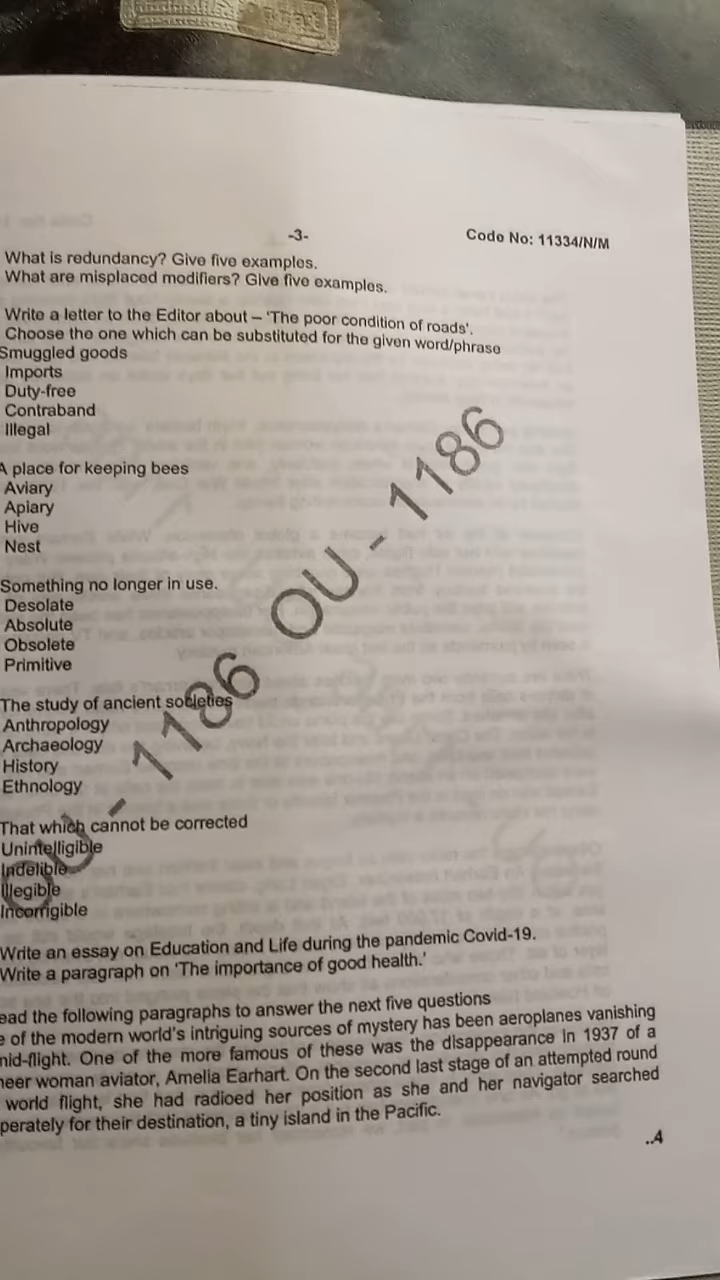 -3-
Code No: 11334/N/M
What is redundancy? Give five examples.
What are misplaced modifiers? Give five examples.
Write a letter to the Editor about – 'The poor condition of roads'.
Choose the one which can be substituted for the given word/phrase
Smuggled goods
Imports
Duty-free
Contraband
Illegal
A place for keeping bees
Aviary
Apiary
Hive
Nest
Something no longer in use.
Desolate
Absolute
Obsolete
Primitive
The study of ancient societies
Anthropology
Archaeology
History
Ethnology
That which cannot be corrected
Unintelligible
Indelible
Illegible
Incorrigible
Write an essay on Education and Life during the pandemic Covid-19.
Write a paragraph on 'The importance of good health.'
ead the following paragraphs to answer the next five questions
e of the modern world's intriguing sources of mystery has been aeroplanes vanishing
nid-flight. One of the more famous of these was the disappearance in 1937 of a
neer woman aviator, Amelia Earhart. On the second last stage of an attempted round
world flight, she had radioed her position as she and her navigator searched
perately for their destination, a tiny island in the Pacific.
..4
OU - 1186 OU - 1186